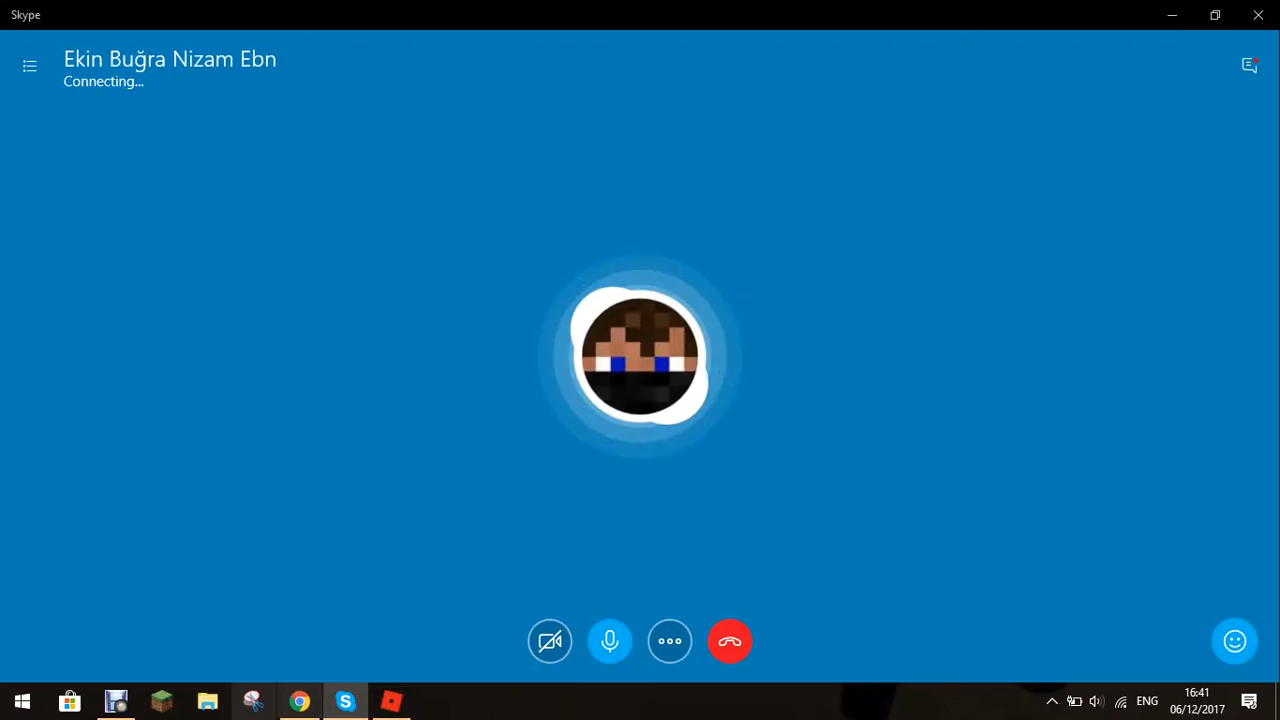 Skype
Ekin Buğra Nizam Ebn
Connecting...
ENG
16:41
06/12/2017